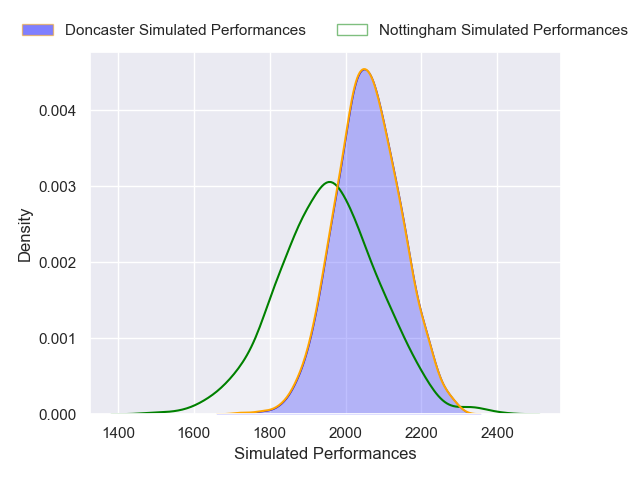 Doncaster Simulated Performances
Nottingham Simulated Performances
0.004
0.003
0.002
0.001
0.000
Density
1400 1600 1800 2000 2200 2400
Simulated Performances